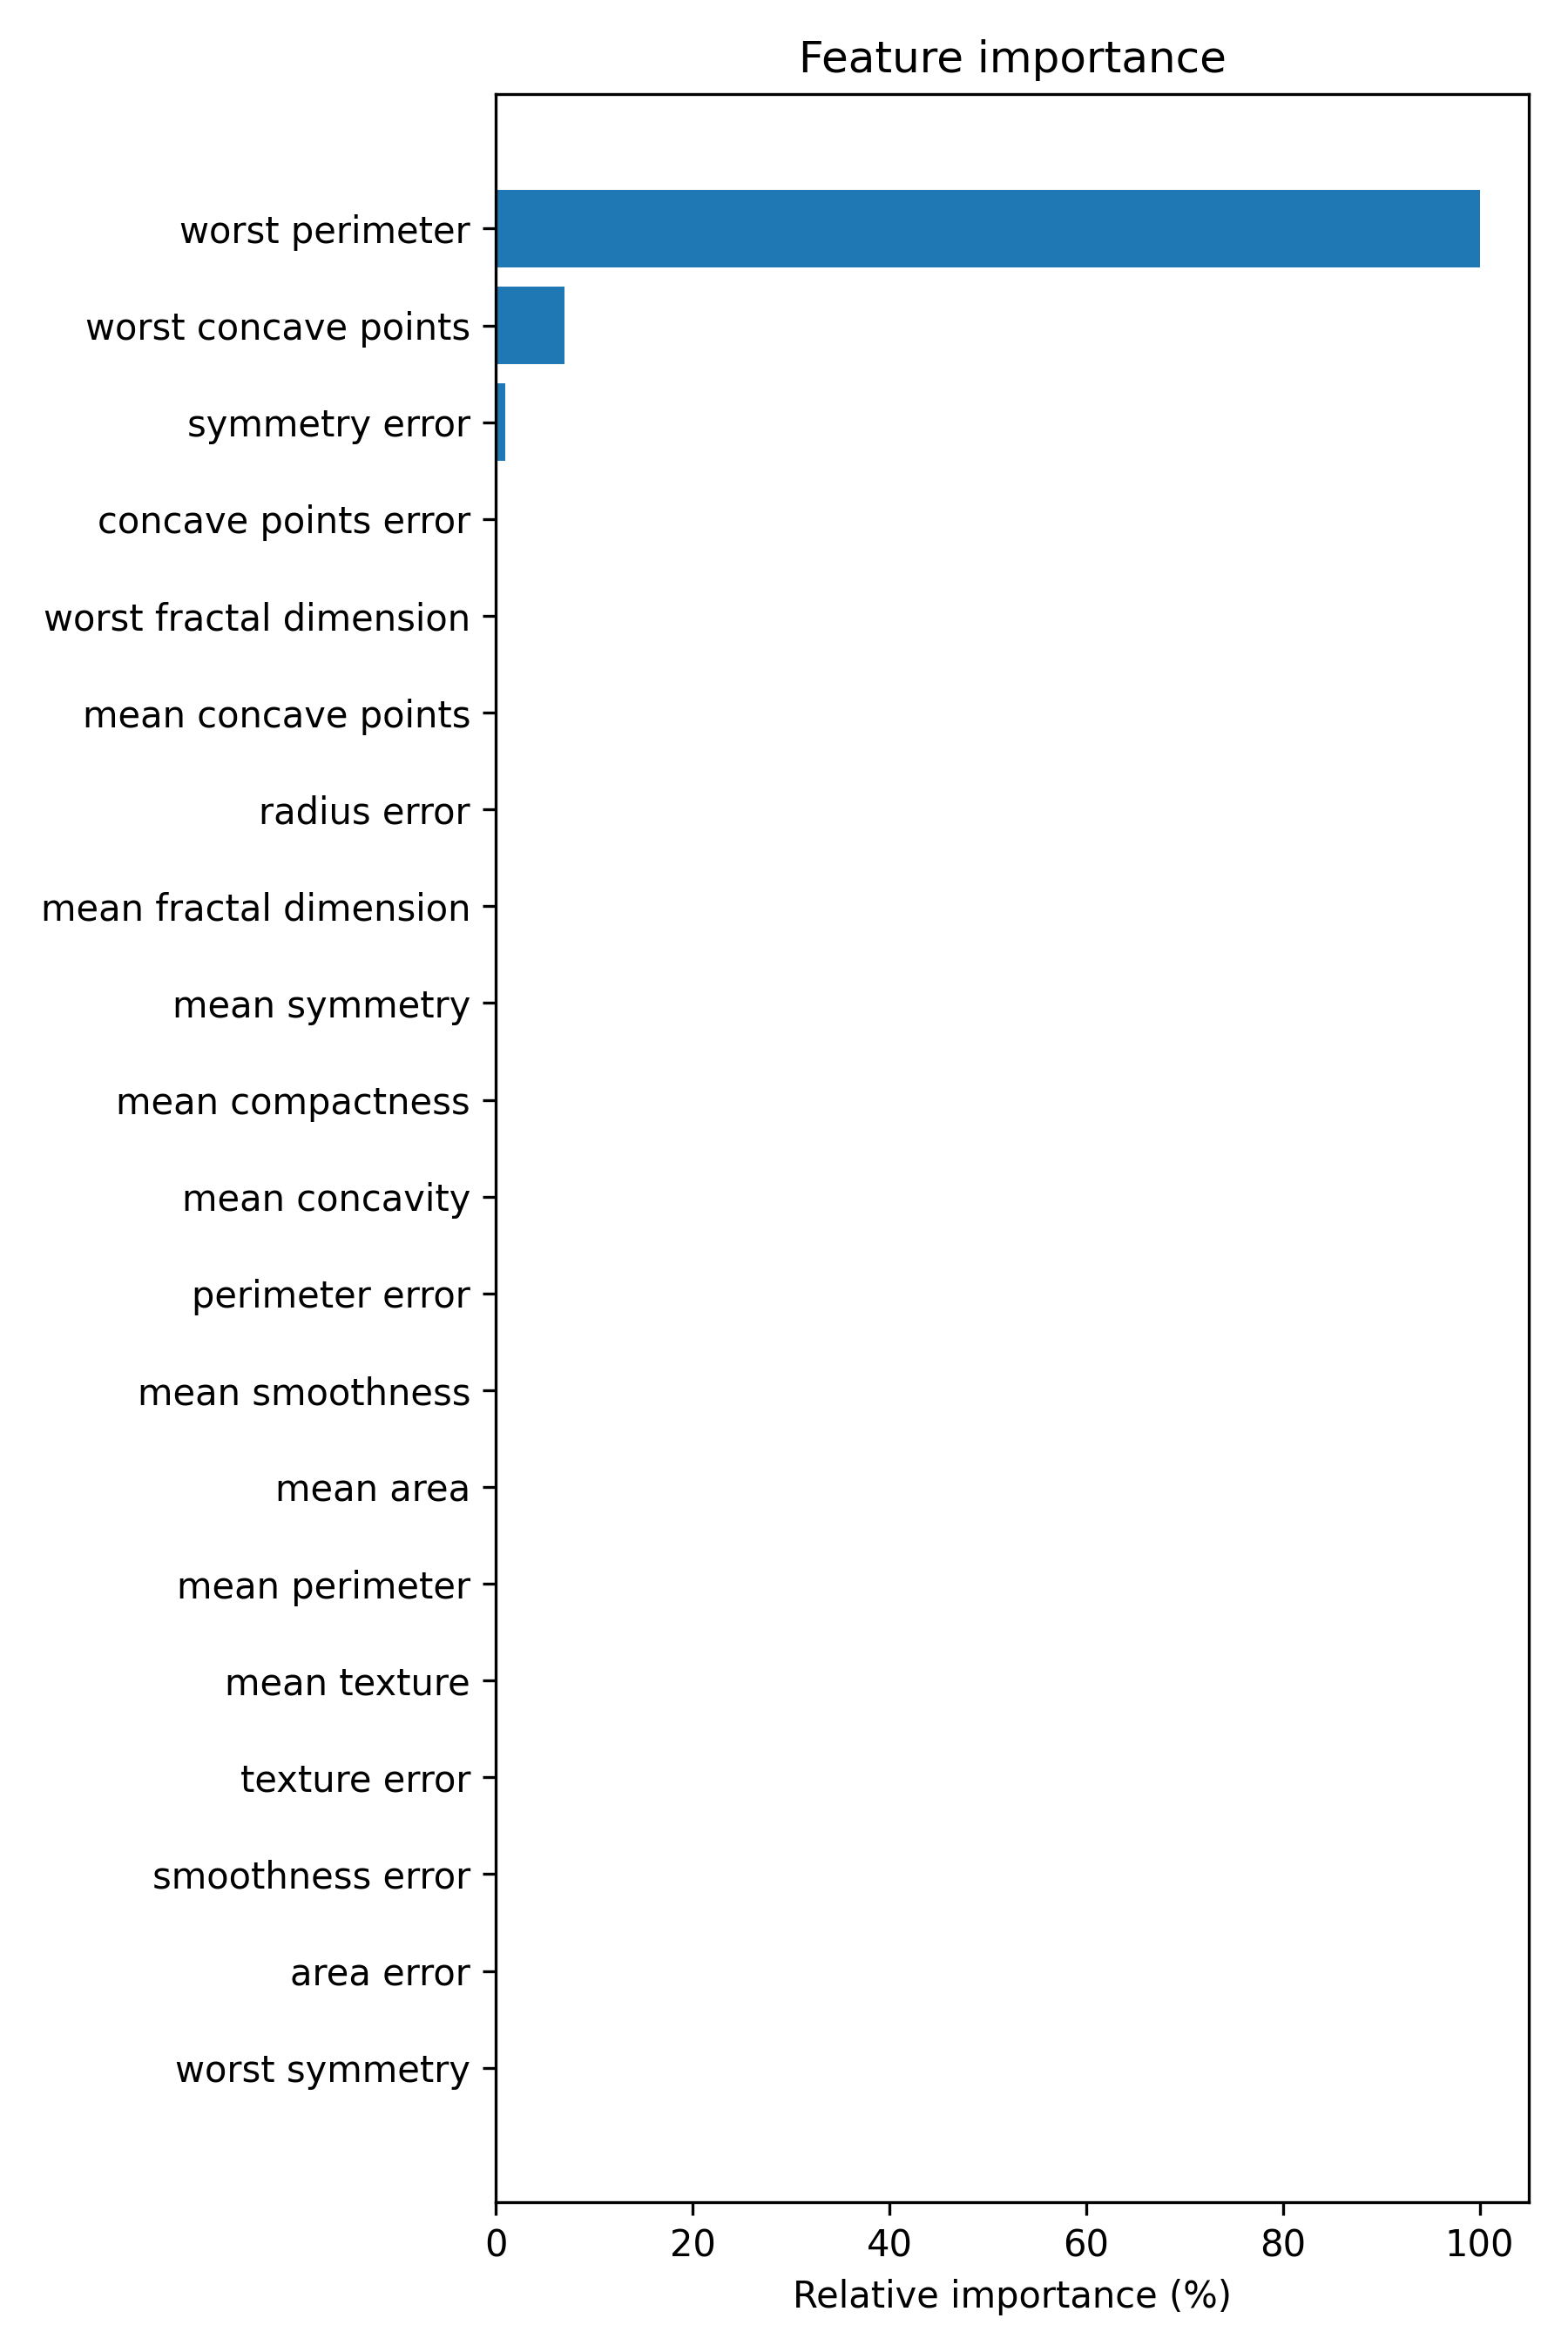 Feature importance
worst perimeter
worst concave points
symmetry error
concave points error
worst fractal dimension
mean concave points
radius error
mean fractal dimension
mean symmetry
mean compactness
mean concavity
perimeter error
mean smoothness
mean area
mean perimeter
mean texture
texture error
smoothness error
area error
worst symmetry
0 20 40 60 80 100
Relative importance (%)